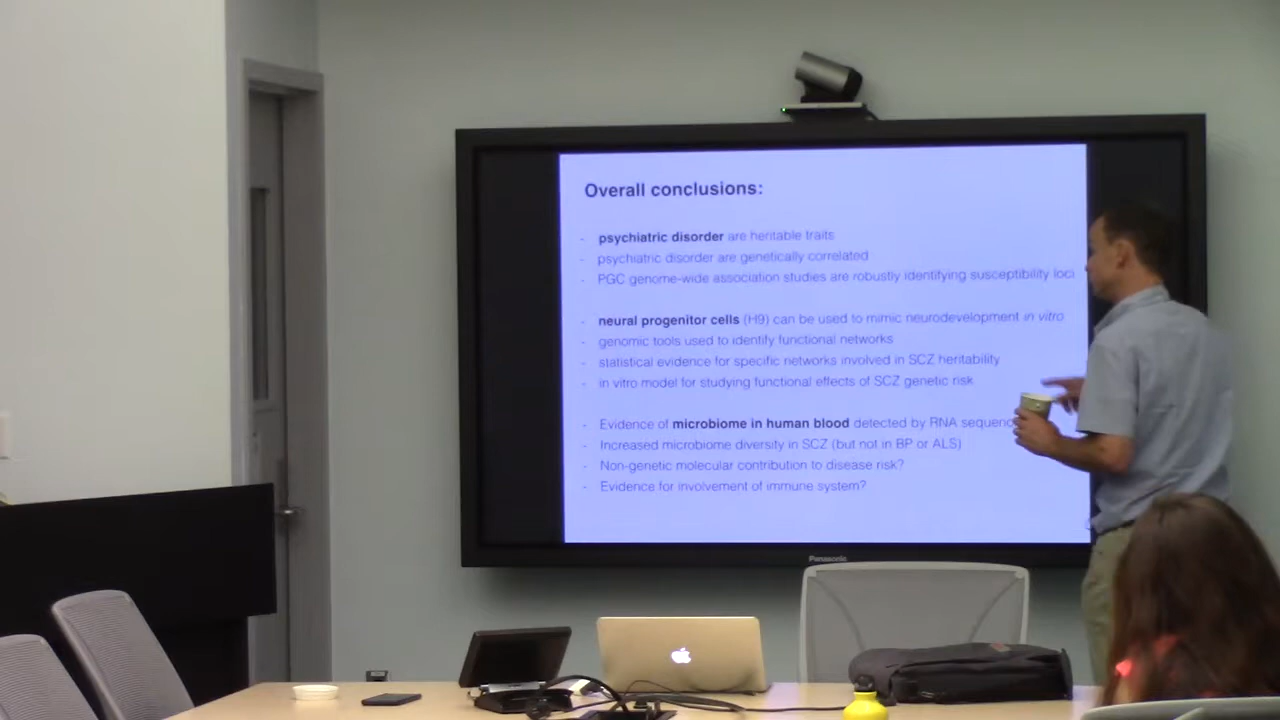 Overall conclusions:
- psychiatric disorder are heritable traits
- psychiatric disorder are genetically correlated
- PGC genome-wide association studies are robustly identifying susceptibility loci
- neural progenitor cells (H9) can be used to mimic neurodevelopment in vitro
- genomic tools used to identify functional networks
- statistical evidence for specific networks involved in SCZ heritability
- in vitro model for studying functional effects of SCZ genetic risk
- Evidence of microbiome in human blood detected by RNA sequenc
- Increased microbiome diversity in SCZ (but not in BP or ALS)
- Non-genetic molecular contribution to disease risk?
- Evidence for involvement of immune system?
Panasonic